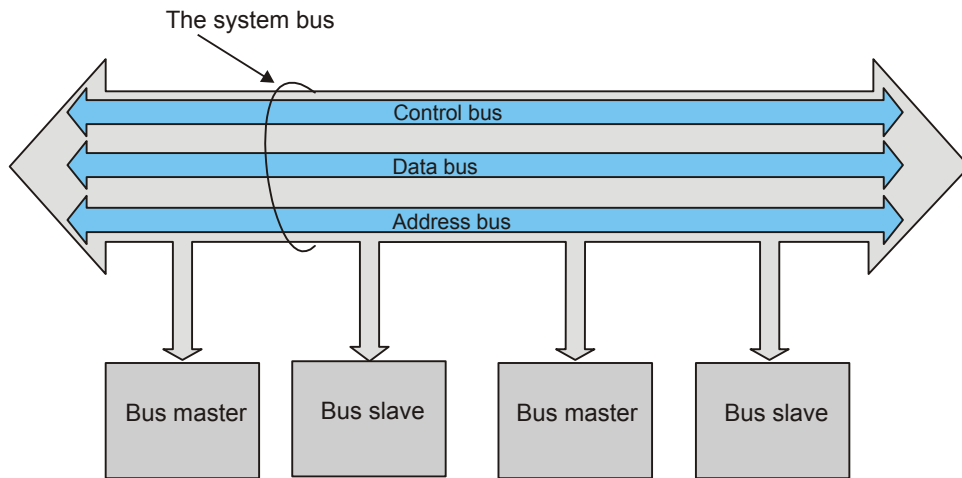 The system bus
Control bus
Data bus
Address bus
Bus master
Bus slave
Bus master
Bus slave